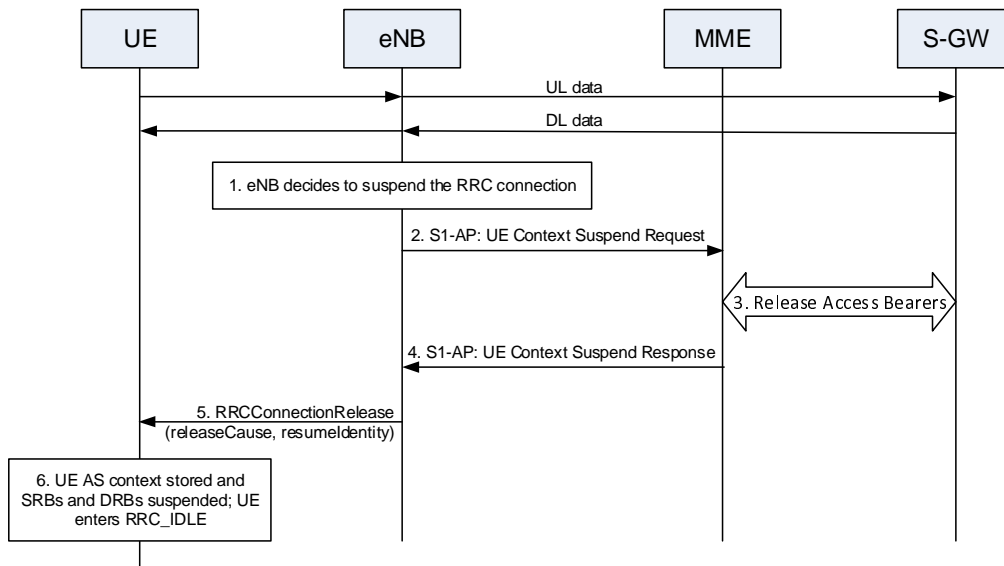 UE
eNB
MME
S-GW
UL data
DL data
1. eNB decides to suspend the RRC connection
2. S1-AP: UE Context Suspend Request
3. Release Access Bearers
4. S1-AP: UE Context Suspend Response
5. RRCConnectionRelease
(releaseCause, resumeIdentity)
6. UE AS context stored and
SRBs and DRBs suspended; UE
enters RRC_IDLE